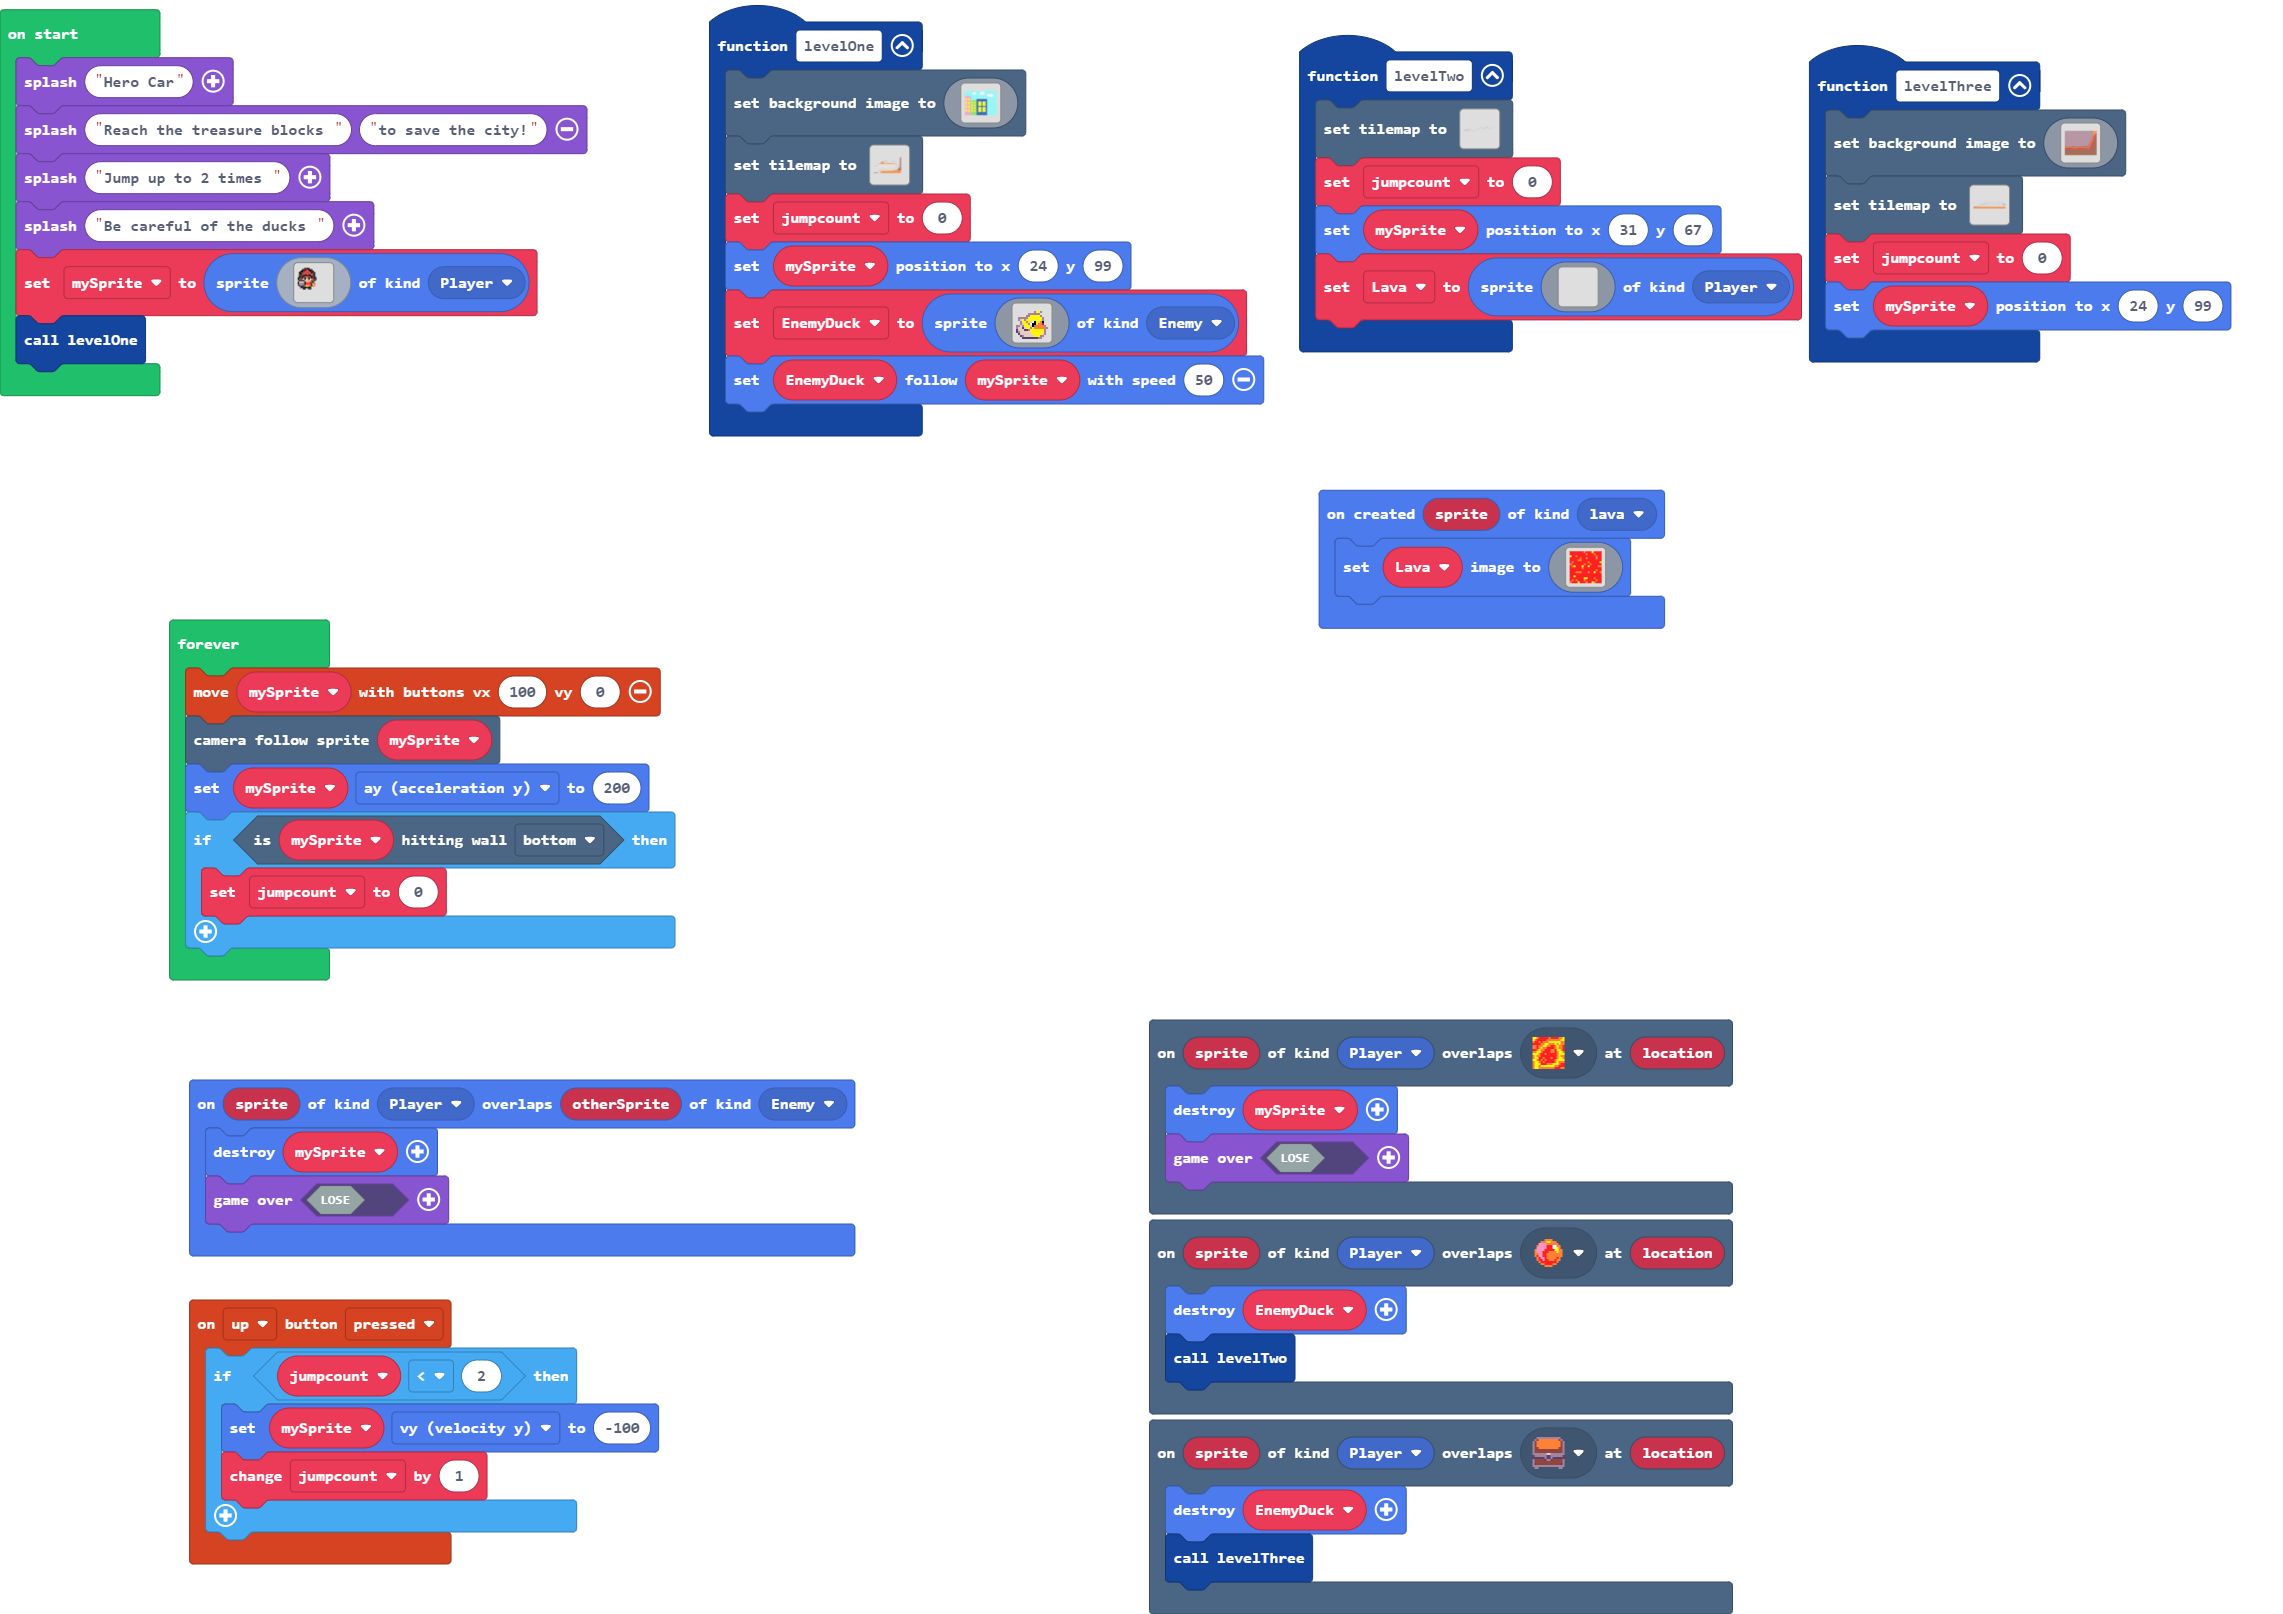 on start
splash "Hero Car"
splash "Reach the treasure blocks " "to save the city!"
splash "Jump up to 2 times "
splash "Be careful of the ducks "
set mySprite to sprite of kind Player
call levelOne
function levelOne
set background image to
set tilemap to
set jumpcount to 0
set mySprite position to x 24 y 99
set EnemyDuck to sprite of kind Enemy
set EnemyDuck follow mySprite with speed 50
function levelTwo
set tilemap to
set jumpcount to 0
set mySprite position to x 31 y 67
set Lava to sprite of kind Player
function levelThree
set background image to
set tilemap to
set jumpcount to 0
set mySprite position to x 24 y 99
on created sprite of kind lava
set Lava image to
forever
move mySprite with buttons vx 100 vy 0
camera follow sprite mySprite
set mySprite ay (acceleration y) to 200
if is mySprite hitting wall bottom then
set jumpcount to 0
on sprite of kind Player overlaps otherSprite of kind Enemy
destroy mySprite
game over LOSE
on up button pressed
if jumpcount < 2 then
set mySprite vy (velocity y) to -100
change jumpcount by 1
on sprite of kind Player overlaps at location
destroy mySprite
game over LOSE
on sprite of kind Player overlaps at location
destroy EnemyDuck
call levelTwo
on sprite of kind Player overlaps at location
destroy EnemyDuck
call levelThree